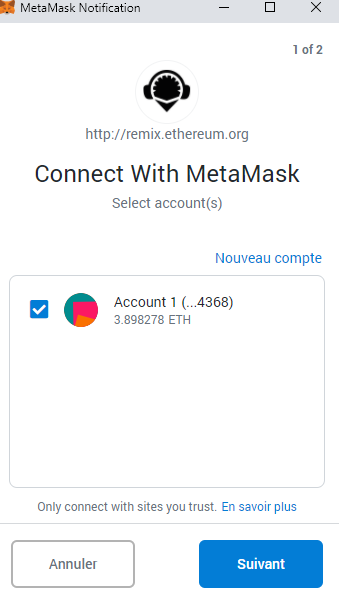 MetaMask Notification
1 of 2
http://remix.ethereum.org
Connect With MetaMask
Select account(s)
Nouveau compte
Account 1 (...4368)
3.898278 ETH
Only connect with sites you trust. En savoir plus
Annuler
Suivant